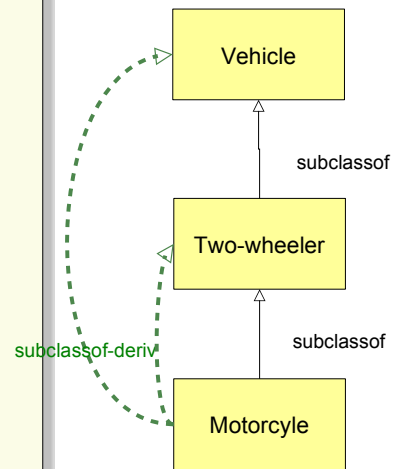 Vehicle
subclassof
Two-wheeler
subclassof
subclassof-deriv
Motorcyle